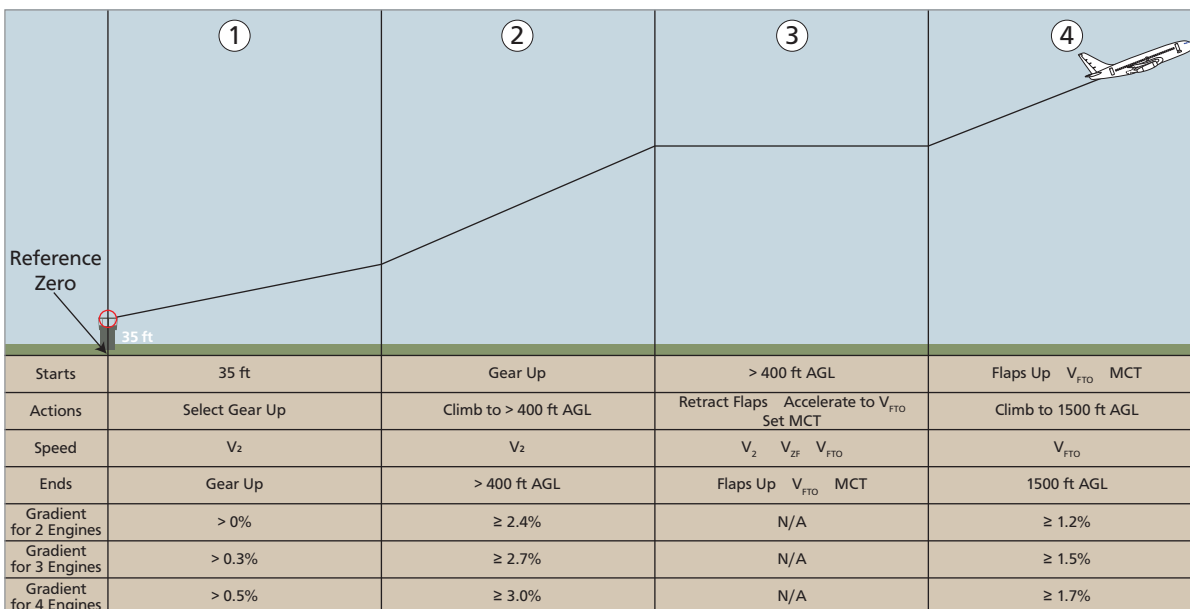 1 2 3 4
Reference
Zero
35 ft
Starts 35 ft Gear Up > 400 ft AGL Flaps Up V_FTO MCT
Actions Select Gear Up Climb to > 400 ft AGL Retract Flaps Accelerate to V_FTO Climb to 1500 ft AGL
Set MCT
Speed V₂ V₂ V₂ V_ZF V_FTO V_FTO
Ends Gear Up > 400 ft AGL Flaps Up V_FTO MCT 1500 ft AGL
Gradient
for 2 Engines > 0% ≥ 2.4% N/A ≥ 1.2%
Gradient
for 3 Engines > 0.3% ≥ 2.7% N/A ≥ 1.5%
Gradient
for 4 Engines > 0.5% ≥ 3.0% N/A ≥ 1.7%